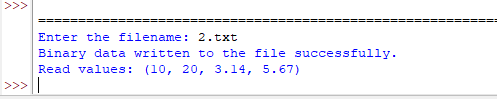 >>>
================================================================
Enter the filename: 2.txt
Binary data written to the file successfully.
Read values: (10, 20, 3.14, 5.67)
>>>